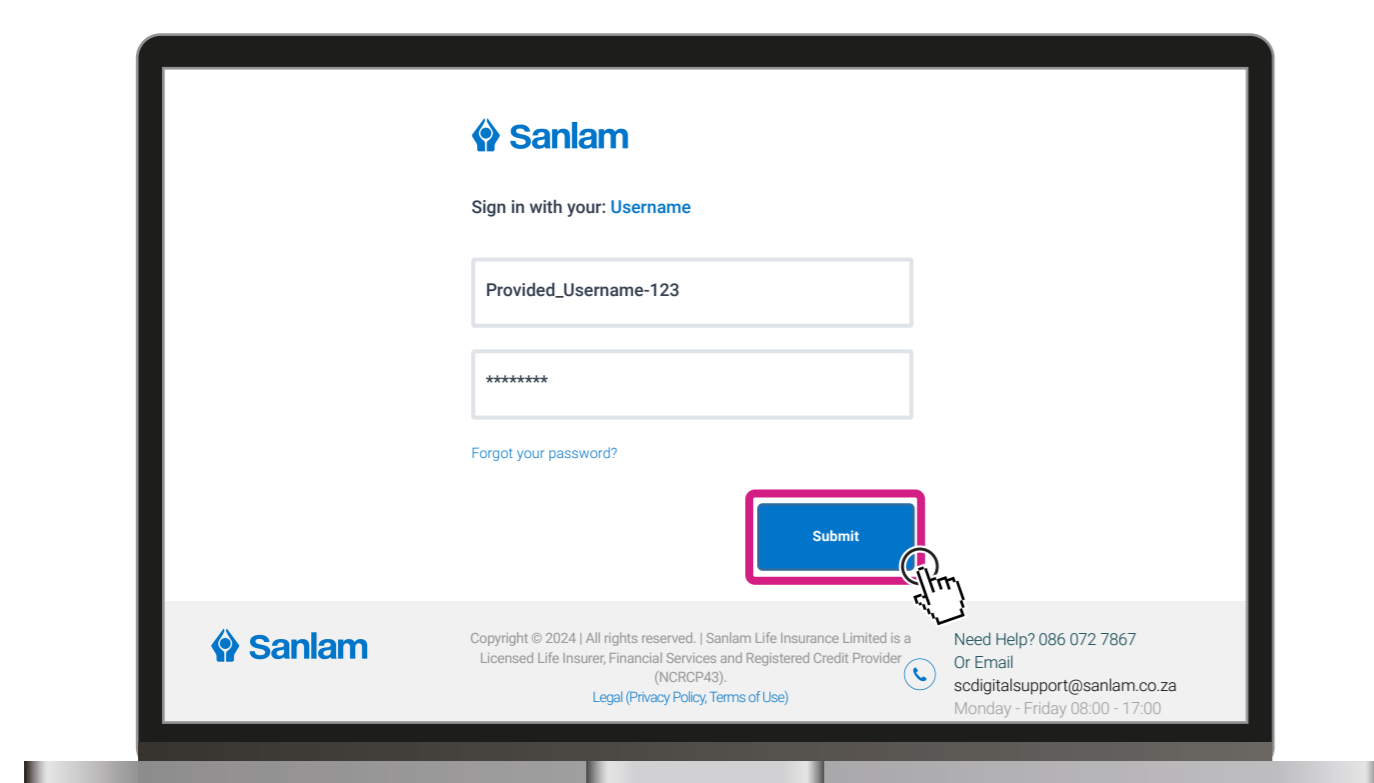 Sanlam
Sign in with your: Username
Provided_Username-123
********
Forgot your password?
Submit
Sanlam
Copyright © 2024 | All rights reserved. | Sanlam Life Insurance Limited is a
Licensed Life Insurer, Financial Services and Registered Credit Provider
(NCRCP43).
Legal (Privacy Policy, Terms of Use)
Need Help? 086 072 7867
Or Email
scdigitalsupport@sanlam.co.za
Monday - Friday 08:00 - 17:00